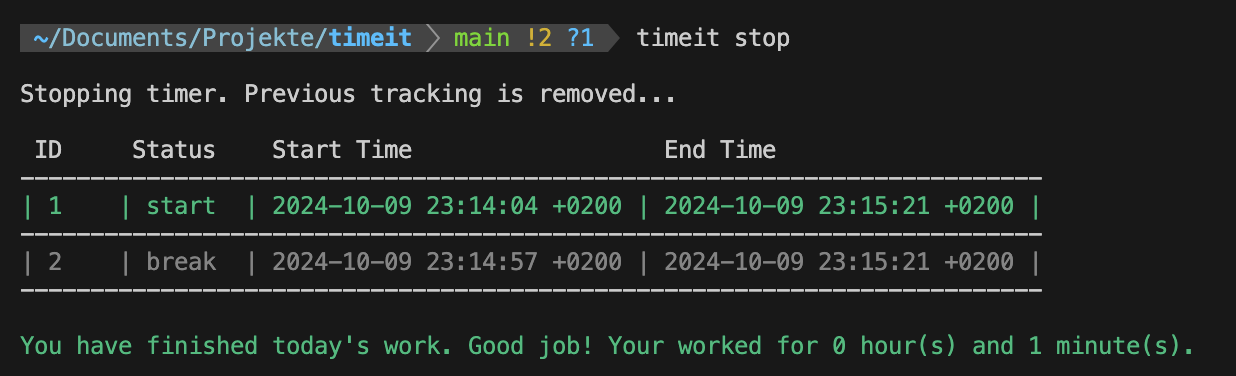 ~/Documents/Projekte/timeit main !2 ?1 timeit stop
Stopping timer. Previous tracking is removed...
ID Status Start Time End Time
| 1 | start | 2024-10-09 23:14:04 +0200 | 2024-10-09 23:15:21 +0200 |
| 2 | break | 2024-10-09 23:14:57 +0200 | 2024-10-09 23:15:21 +0200 |
You have finished today's work. Good job! Your worked for 0 hour(s) and 1 minute(s).